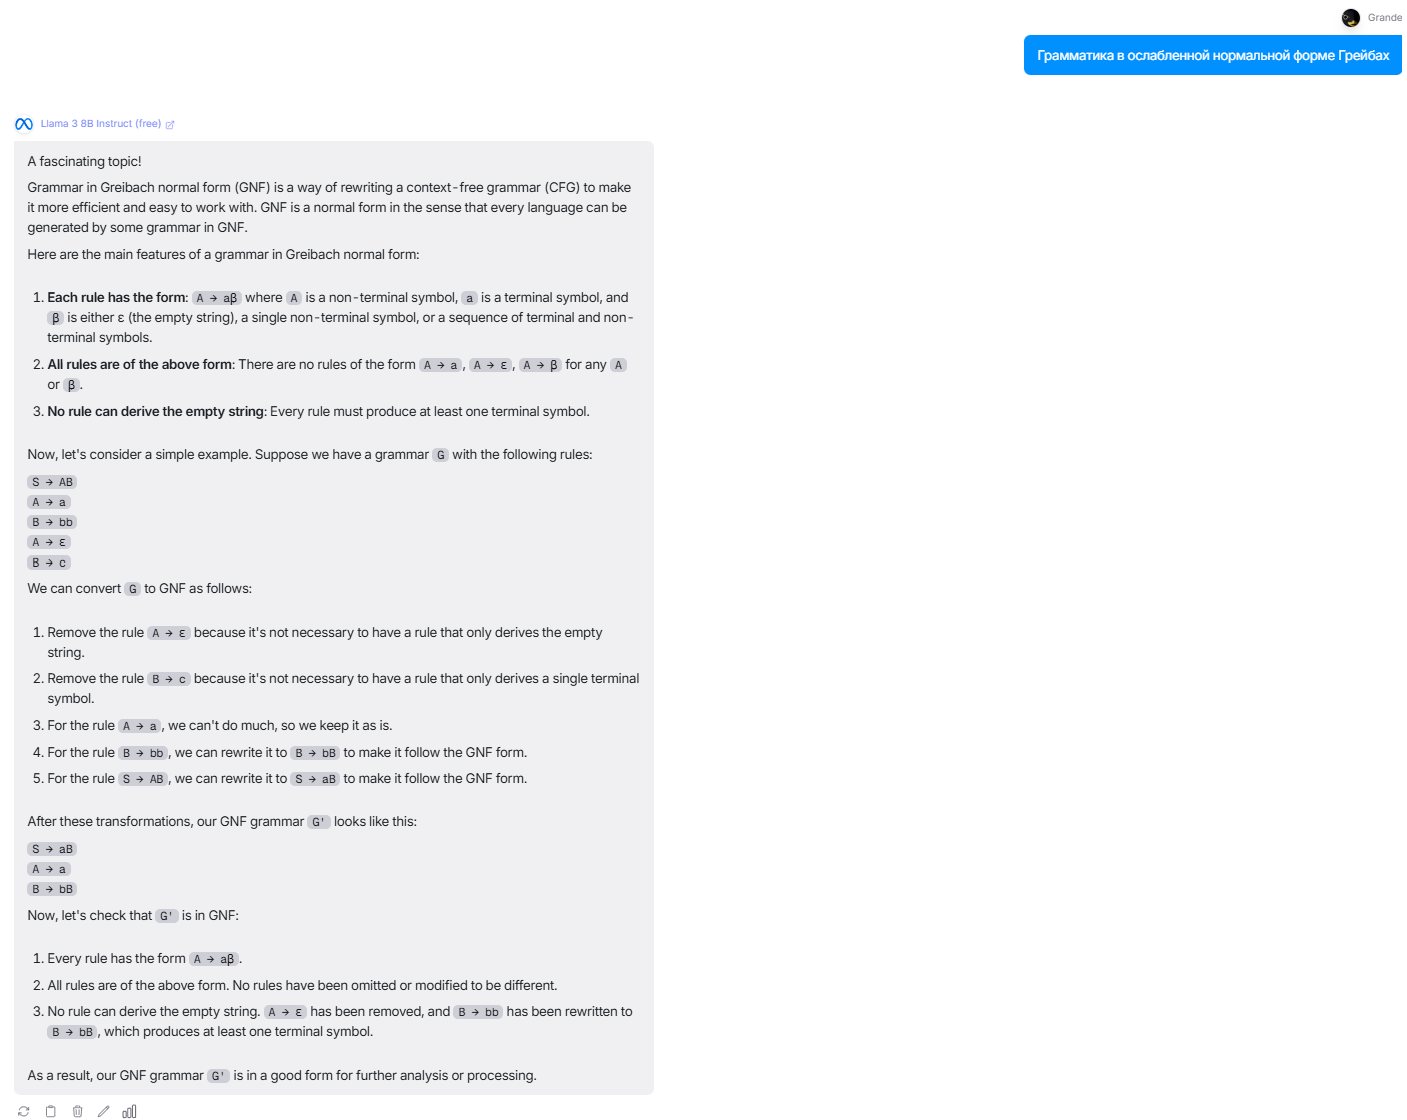 Grande
Грамматика в ослабленной нормальной форме Грейбах
Llama 3 8B Instruct (free)
A fascinating topic!
Grammar in Greibach normal form (GNF) is a way of rewriting a context-free grammar (CFG) to make
it more efficient and easy to work with. GNF is a normal form in the sense that every language can be
generated by some grammar in GNF.
Here are the main features of a grammar in Greibach normal form:
1. Each rule has the form: A → aβ where A is a non-terminal symbol, a is a terminal symbol, and
β is either ε (the empty string), a single non-terminal symbol, or a sequence of terminal and non-
terminal symbols.
2. All rules are of the above form: There are no rules of the form A → a, A → ε, A → β for any A
or β.
3. No rule can derive the empty string: Every rule must produce at least one terminal symbol.
Now, let's consider a simple example. Suppose we have a grammar G with the following rules:
S → AB
A → a
B → bb
A → ε
B → c
We can convert G to GNF as follows:
1. Remove the rule A → ε because it's not necessary to have a rule that only derives the empty
string.
2. Remove the rule B → c because it's not necessary to have a rule that only derives a single terminal
symbol.
3. For the rule A → a, we can't do much, so we keep it as is.
4. For the rule B → bb, we can rewrite it to B → bB to make it follow the GNF form.
5. For the rule S → AB, we can rewrite it to S → aB to make it follow the GNF form.
After these transformations, our GNF grammar G' looks like this:
S → aB
A → a
B → bB
Now, let's check that G' is in GNF:
1. Every rule has the form A → aβ.
2. All rules are of the above form. No rules have been omitted or modified to be different.
3. No rule can derive the empty string. A → ε has been removed, and B → bb has been rewritten to
B → bB, which produces at least one terminal symbol.
As a result, our GNF grammar G' is in a good form for further analysis or processing.